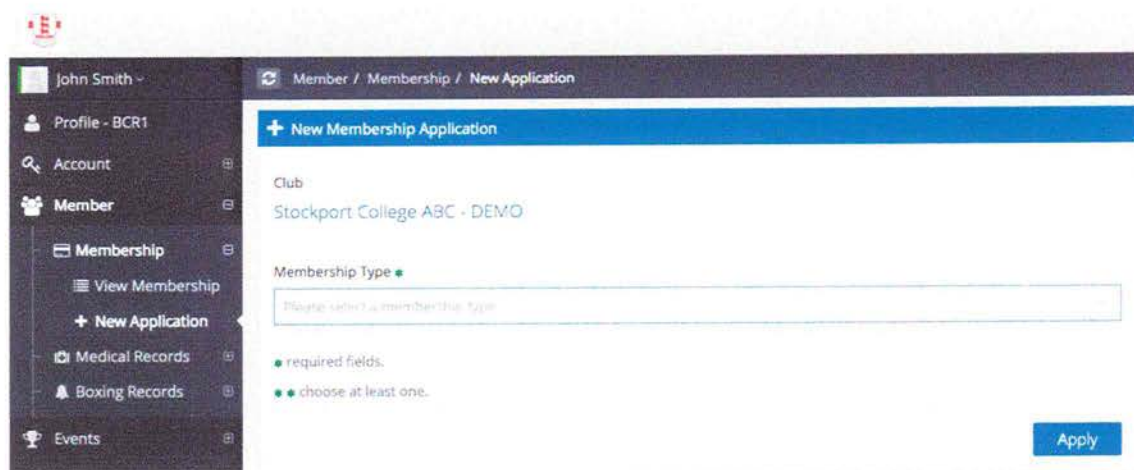 John Smith
Member / Membership / New Application
Profile - BCR1
Account
Member
Membership
View Membership
New Application
Medical Records
Boxing Records
Events
New Membership Application
Club
Stockport College ABC - DEMO
Membership Type *
Please select a membership type
* required fields.
* * choose at least one.
Apply